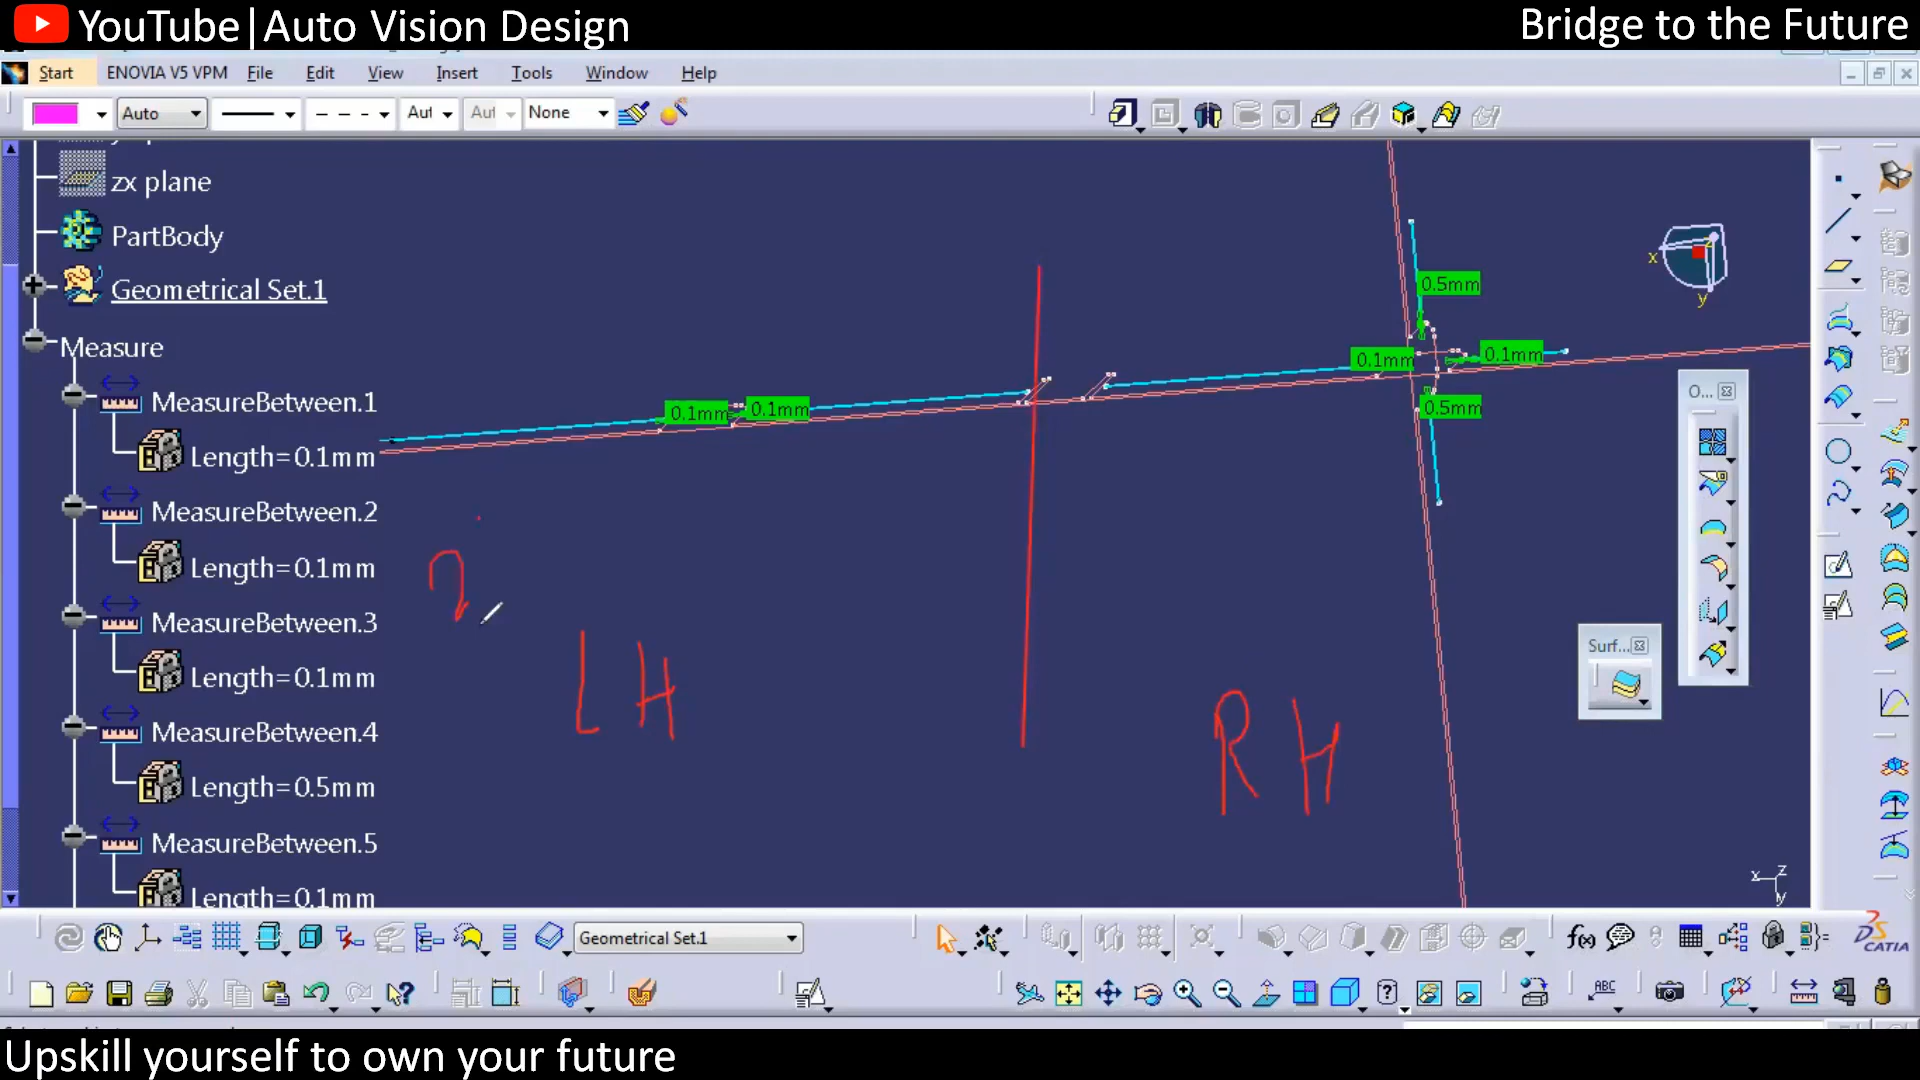 YouTube|Auto Vision Design
Bridge to the Future
Start ENOVIA V5 VPM File Edit View Insert Tools Window Help
Auto Aut Aut None
zx plane
PartBody
Geometrical Set.1
Measure
MeasureBetween.1
Length=0.1mm
MeasureBetween.2
Length=0.1mm
MeasureBetween.3
Length=0.1mm
MeasureBetween.4
Length=0.5mm
MeasureBetween.5
Length=0.1mm
0.1mm 0.1mm
0.5mm
0.1mm 0.1mm
0.5mm
x
y
O...
Surf...
LH
RH
x z
y
Geometrical Set.1
f(x)
CATIA
ABC
Upskill yourself to own your future